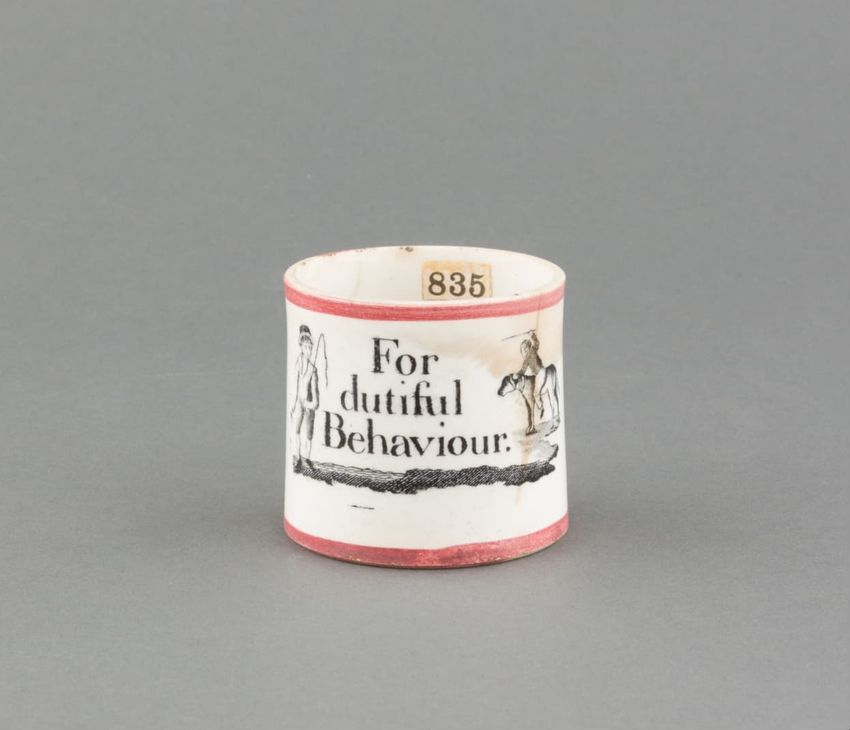 835
For
dutiful
Behaviour.